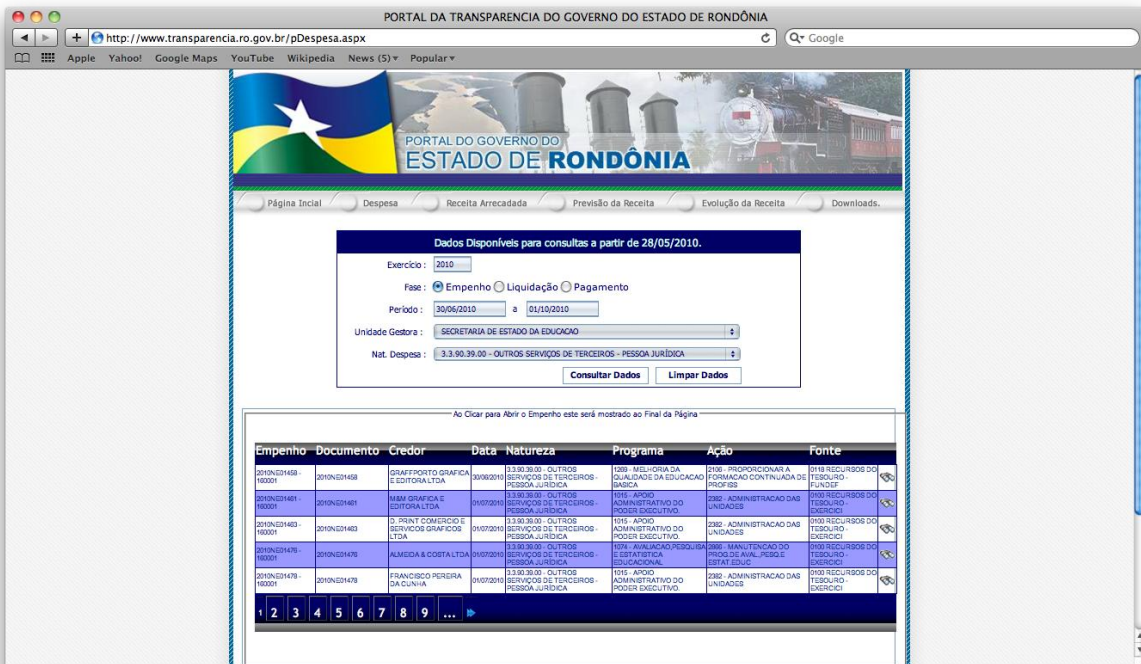 PORTAL DA TRANSPARENCIA DO GOVERNO DO ESTADO DE RONDÔNIA
http://www.transparencia.ro.gov.br/pDespesa.aspx
Google
Apple Yahoo! Google Maps YouTube Wikipedia News (5) Popular
PORTAL DO GOVERNO DO
ESTADO DE RONDÔNIA
Página Incial Despesa Receita Arrecadada Previsão da Receita Evolução da Receita Downloads.
Dados Disponíveis para consultas a partir de 28/05/2010.
Exercício : 2010
Fase : Empenho Liquidação Pagamento
Período : 30/06/2010 a 01/10/2010
Unidade Gestora : SECRETARIA DE ESTADO DA EDUCACAO
Nat. Despesa : 3.3.90.39.00 - OUTROS SERVIÇOS DE TERCEIROS - PESSOA JURÍDICA
Consultar Dados Limpar Dados
Ao Clicar para Abrir o Empenho este será mostrado ao Final da Página
Empenho Documento Credor Data Natureza Programa Ação Fonte
3.3.90.39.00 - OUTROS 1269 - MELHORIA DA 2106 - PROPORCIONAR A 0118 RECURSOS DO
2010NE01458 - 2010NE01458 GRAFFPORTO GRAFICA 30/06/2010 SERVIÇOS DE TERCEIROS - QUALIDADE DA EDUCACAO FORMACAO CONTINUADA DE TESOURO -
160001 E EDITORA LTDA PESSOA JURÍDICA BASICA PROFISS FUNDEF
3.3.90.39.00 - OUTROS 1015 - APOIO 0100 RECURSOS DO
2010NE01461 - 2010NE01461 M&M GRAFICA E 01/07/2010 SERVIÇOS DE TERCEIROS - ADMINISTRATIVO DO 2382 - ADMINISTRACAO DAS TESOURO -
160001 EDITORA LTDA PESSOA JURÍDICA PODER EXECUTIVO. UNIDADES EXERCICI
D. PRINT COMERCIO E 3.3.90.39.00 - OUTROS 1015 - APOIO 0100 RECURSOS DO
2010NE01463 - 2010NE01463 SERVICOS GRAFICOS 01/07/2010 SERVIÇOS DE TERCEIROS - ADMINISTRATIVO DO 2382 - ADMINISTRACAO DAS TESOURO -
160001 LTDA PESSOA JURÍDICA PODER EXECUTIVO. UNIDADES EXERCICI
3.3.90.39.00 - OUTROS 1074 - AVALIACAO,PESQUISA MANUTENCAO DO 0100 RECURSOS DO
2010NE01476 - 2010NE01476 ALMEIDA & COSTA LTDA 01/07/2010 SERVIÇOS DE TERCEIROS - E ESTATISTICA PROG.DE AVAL.,PESQ.E TESOURO -
160001 PESSOA JURÍDICA EDUCACIONAL ESTAT.EDUC EXERCICI
3.3.90.39.00 - OUTROS 1015 - APOIO 0100 RECURSOS DO
2010NE01478 - 2010NE01478 FRANCISCO PEREIRA 01/07/2010 SERVIÇOS DE TERCEIROS - ADMINISTRATIVO DO 2382 - ADMINISTRACAO DAS TESOURO -
160001 DA CUNHA PESSOA JURÍDICA PODER EXECUTIVO. UNIDADES EXERCICI
1 2 3 4 5 6 7 8 9 ...